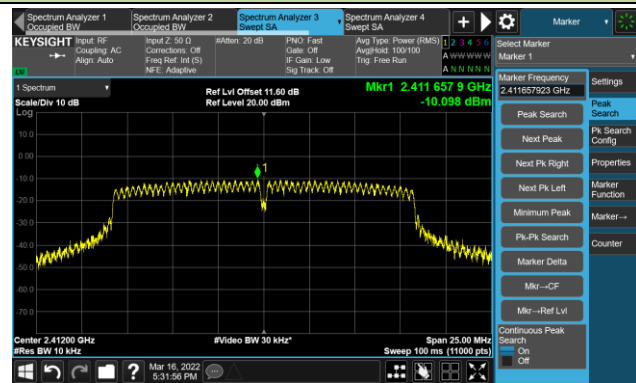 Spectrum Analyzer 1
Occupied BW
Spectrum Analyzer 2
Occupied BW
Spectrum Analyzer 3
Swept SA
Spectrum Analyzer 4
Swept SA
Marker
KEYSIGHT
Input: RF
Coupling: AC
Align: Auto
Input Z: 50 Ω
Corrections: Off
Freq Ref: Int (S)
NFE: Adaptive
#Atten: 20 dB
PNO: Fast
Gate: Off
IF Gain: Low
Sig Track: Off
Avg Type: Power (RMS)
Avg|Hold: 100/100
Trig: Free Run
1 2 3 4 5 6
A W W W W W
A N N N N N
Select Marker
Marker 1
1 Spectrum
Scale/Div 10 dB
Log
Ref Lvl Offset 11.60 dB
Ref Level 20.00 dBm
Mkr1 2.411 657 9 GHz
-10.098 dBm
10.0
0.00
-10.0
-20.0
-30.0
-40.0
-50.0
-60.0
-70.0
1
Center 2.41200 GHz
#Res BW 10 kHz
#Video BW 30 kHz*
Span 25.00 MHz
Sweep 100 ms (11000 pts)
Marker Frequency
2.411657923 GHz
Peak Search
Next Peak
Next Pk Right
Next Pk Left
Minimum Peak
Pk-Pk Search
Marker Delta
Mkr→CF
Mkr→Ref Lvl
Continuous Peak
Search
On
Off
Settings
Peak
Search
Pk Search
Config
Properties
Marker
Function
Marker→
Counter
?
Mar 16, 2022
5:31:56 PM